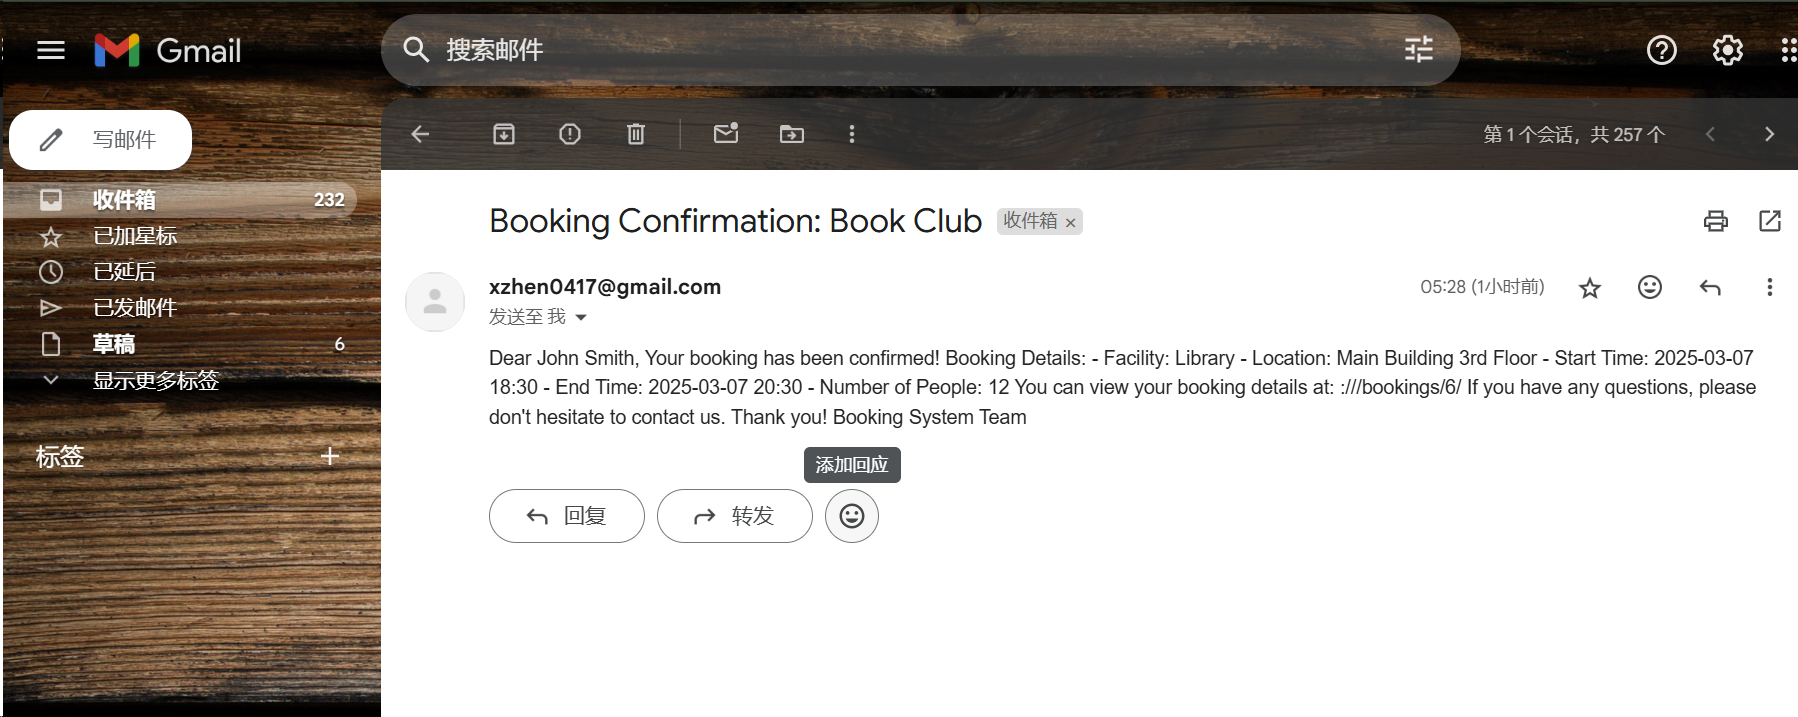 Gmail
搜索邮件
写邮件
第 1 个会话，共 257 个
收件箱 232
已加星标
已延后
已发邮件
草稿 6
显示更多标签
标签
Booking Confirmation: Book Club 收件箱 ×
xzhen0417@gmail.com 05:28 (1小时前)
发送至 我
Dear John Smith, Your booking has been confirmed! Booking Details: - Facility: Library - Location: Main Building 3rd Floor - Start Time: 2025-03-07
18:30 - End Time: 2025-03-07 20:30 - Number of People: 12 You can view your booking details at: :///bookings/6/ If you have any questions, please
don't hesitate to contact us. Thank you! Booking System Team
添加回应
回复 转发